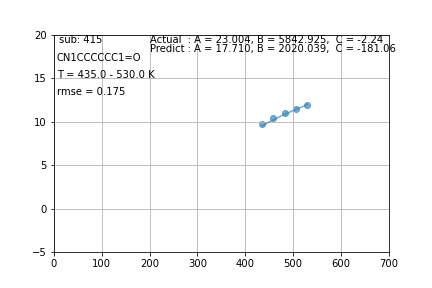 sub: 415
Actual : A = 23.004, B = 5842.925, C = -2.24
Predict : A = 17.710, B = 2020.039, C = -181.06
CN1CCCCCC1=O
T = 435.0 - 530.0 K
rmse = 0.175
20
15
10
5
0
−5
0 100 200 300 400 500 600 700